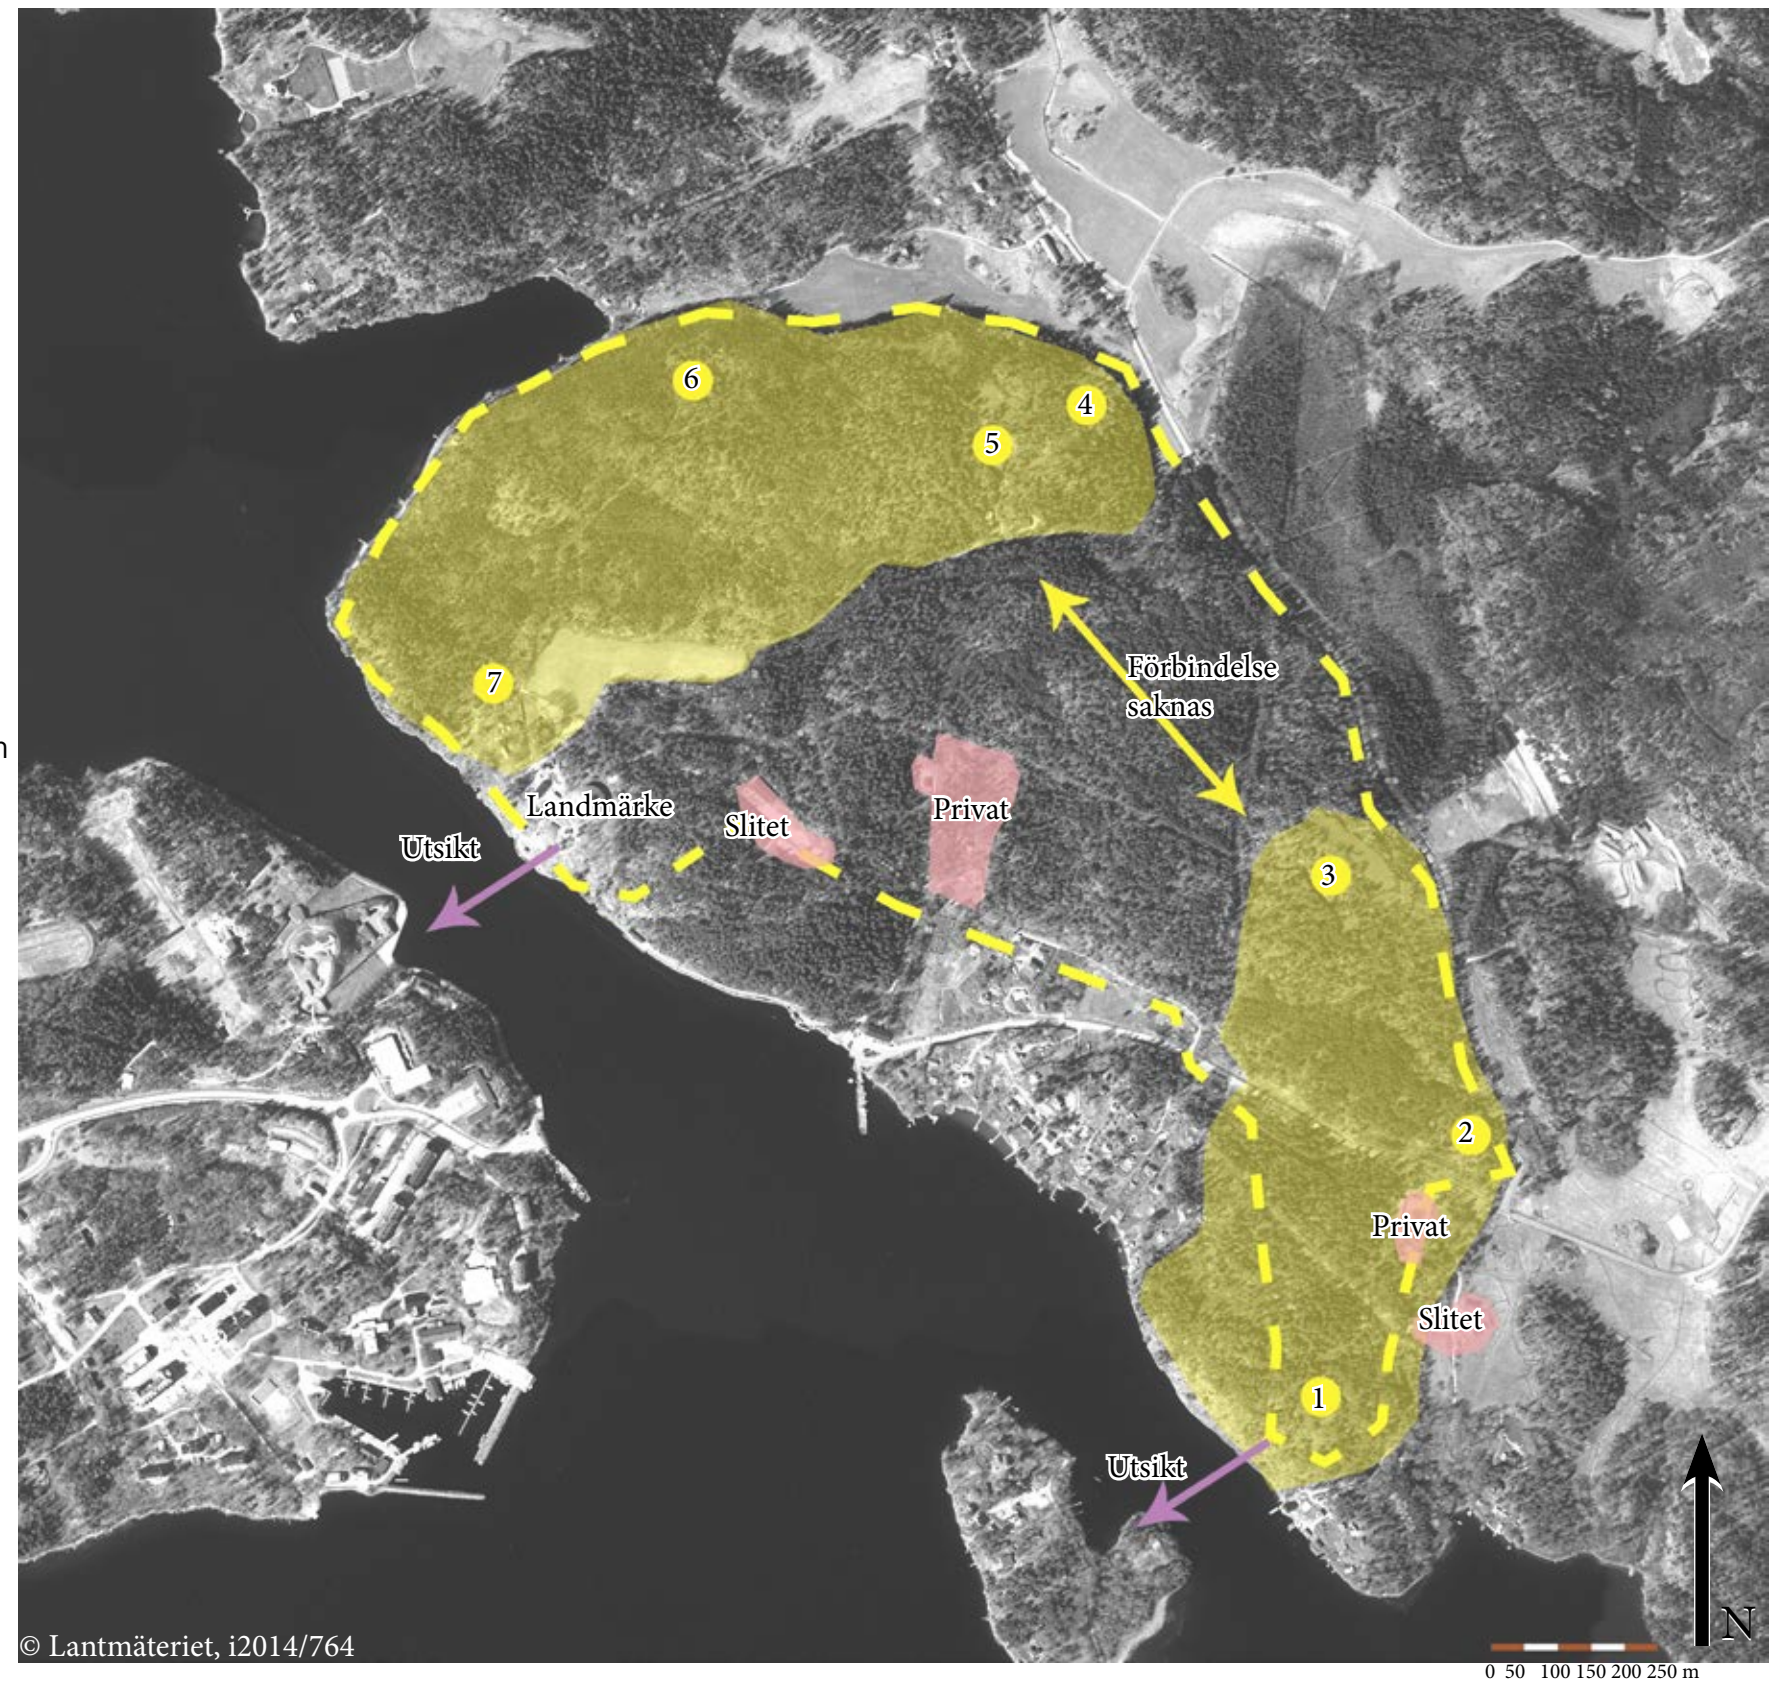 6
4
5
Förbindelse
saknas
7
n
Landmärke
Slitet
Privat
Utsikt
3
2
Privat
Slitet
1
Utsikt
N
© Lantmäteriet, i2014/764
0 50 100 150 200 250 m